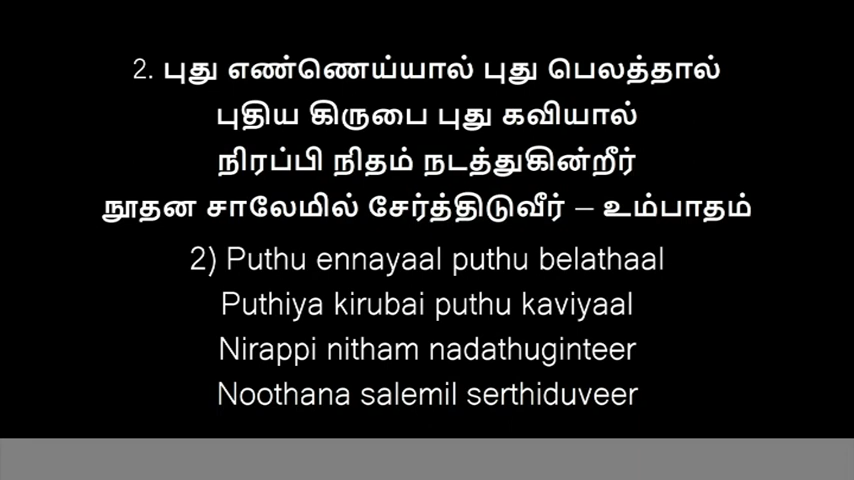 2. புது எண்ணெய்யால் புது பெலத்தால்
புதிய கிருபை புது கவியால்
நிரப்பி நிதம் நடத்துகின்றீர்
நூதன சாலேமில் சேர்த்திடுவீர் – உம்பாதம்
2) Puthu ennayaal puthu belathaal
Puthiya kirubai puthu kaviyaal
Nirappi nitham nadathuginteer
Noothana salemil serthiduveer